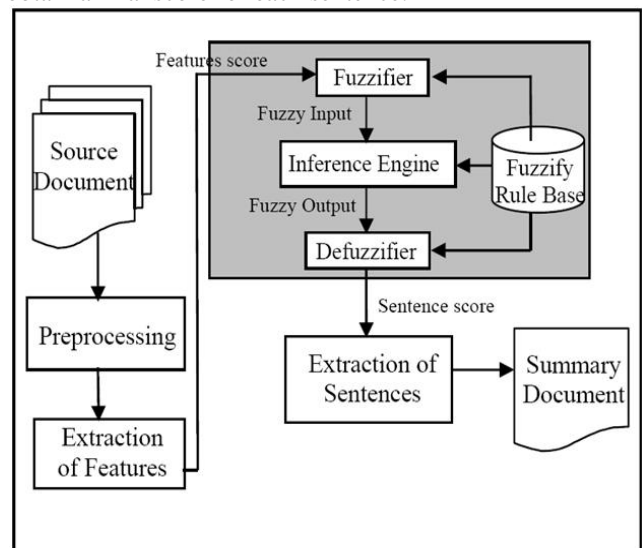 Features score
Fuzzifier
Fuzzy Input
Source
Document
Inference Engine
Fuzzify
Rule Base
Fuzzy Output
Defuzzifier
Sentence score
Preprocessing
Extraction of
Sentences
Summary
Document
Extraction
of Features